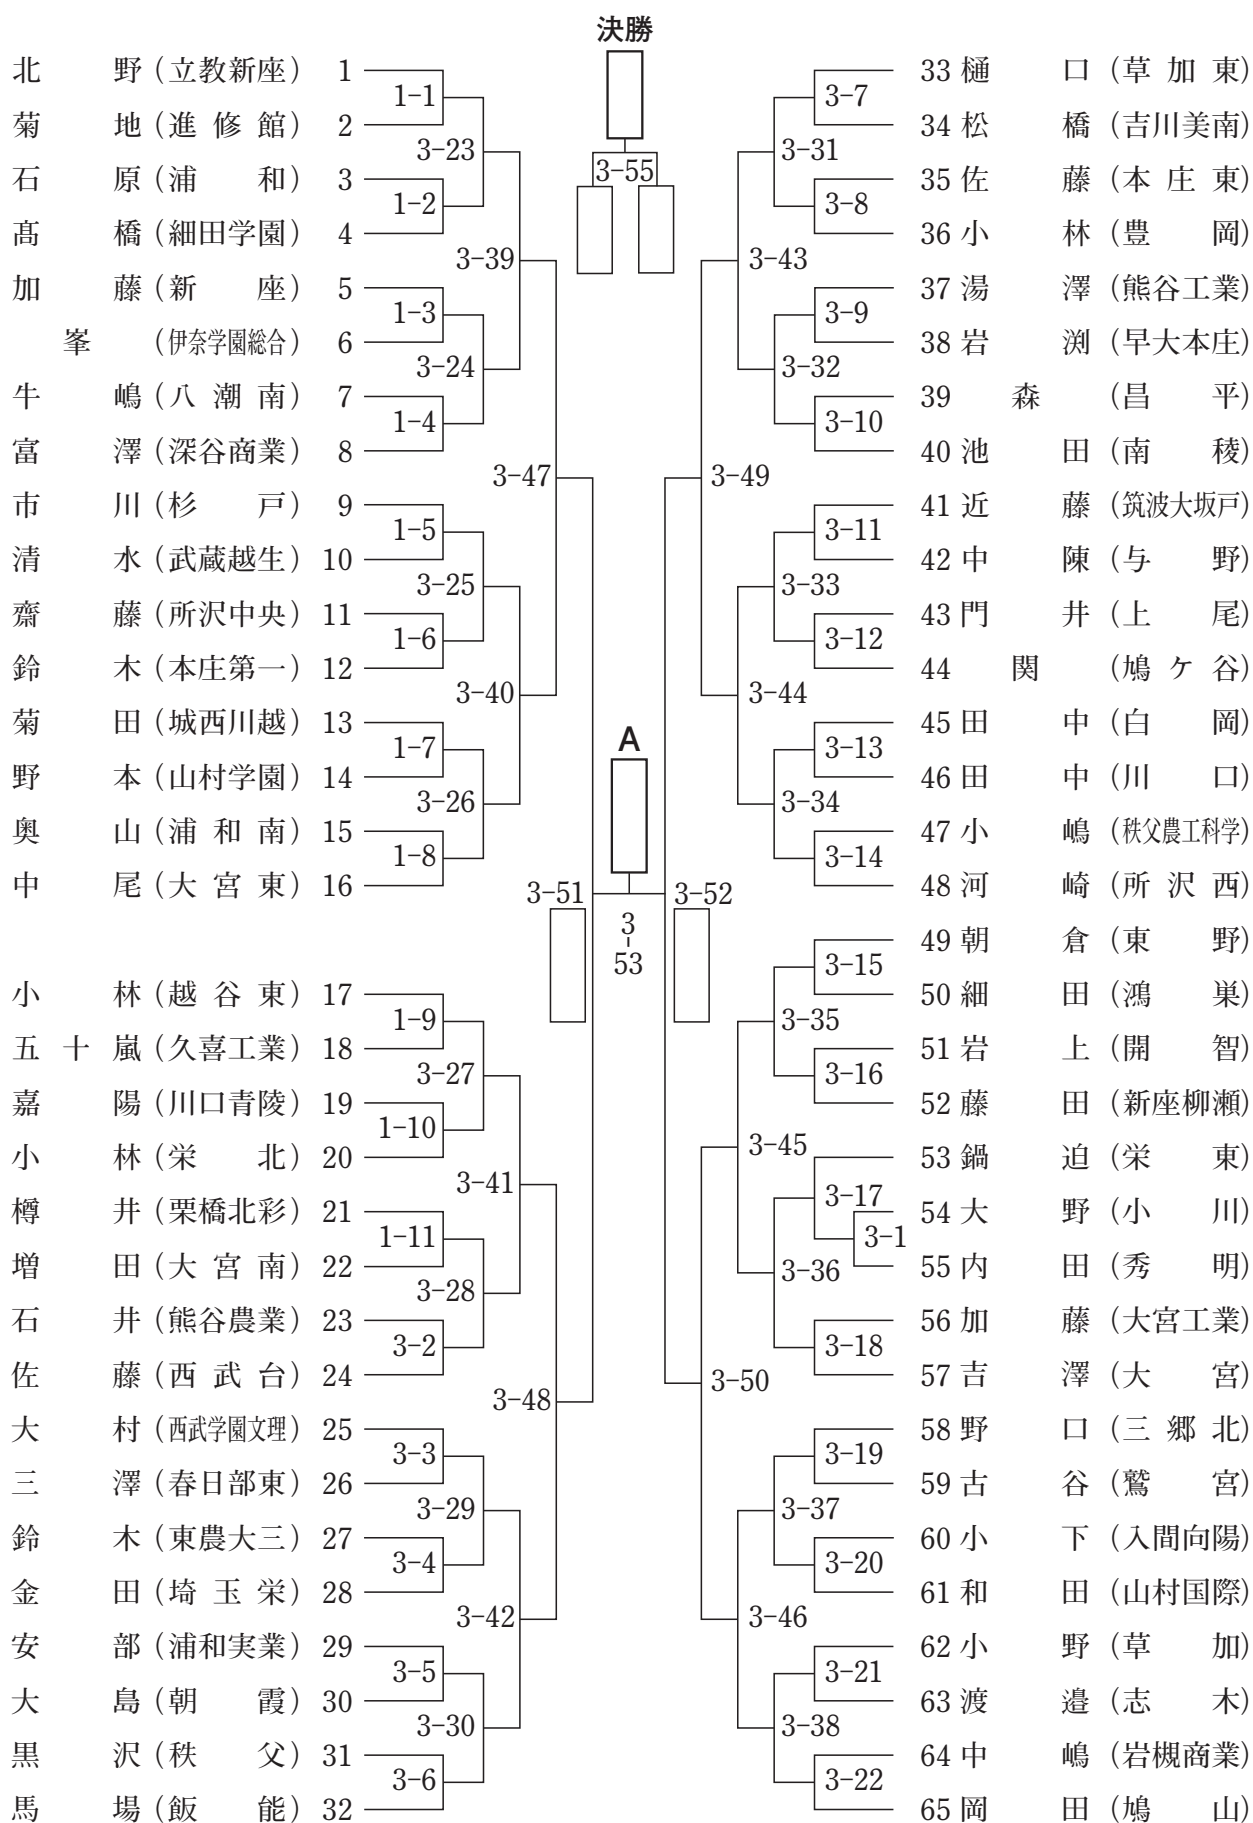 決勝
3-55
北野（立教新座） 1
菊地（進修館） 2
石原（浦和） 3
髙橋（細田学園） 4
加藤（新座） 5
峯（伊奈学園総合） 6
牛嶋（八潮南） 7
富澤（深谷商業） 8
市川（杉戸） 9
清水（武蔵越生） 10
齋藤（所沢中央） 11
鈴木（本庄第一） 12
菊田（城西川越） 13
野本（山村学園） 14
奥山（浦和南） 15
中尾（大宮東） 16
小林（越谷東） 17
五十嵐（久喜工業） 18
嘉陽（川口青陵） 19
小林（栄北） 20
樽井（栗橋北彩） 21
増田（大宮南） 22
石井（熊谷農業） 23
佐藤（西武台） 24
大村（西武学園文理） 25
三澤（春日部東） 26
鈴木（東農大三） 27
金田（埼玉栄） 28
安部（浦和実業） 29
大島（朝霞） 30
黒沢（秩父） 31
馬場（飯能） 32
1-1
1-2
1-3
1-4
1-5
1-6
1-7
1-8
1-9
1-10
1-11
3-2
3-3
3-4
3-5
3-6
3-23
3-24
3-25
3-26
3-27
3-28
3-29
3-30
3-39
3-40
3-41
3-42
3-47
3-48
3-51
A
3-53
3-52
3-49
3-50
3-43
3-44
3-45
3-46
3-31
3-32
3-33
3-34
3-35
3-36
3-37
3-38
3-7
3-8
3-9
3-10
3-11
3-12
3-13
3-14
3-15
3-16
3-17
3-1
3-18
3-19
3-20
3-21
3-22
33 樋口（草加東）
34 松橋（吉川美南）
35 佐藤（本庄東）
36 小林（豊岡）
37 湯澤（熊谷工業）
38 岩渕（早大本庄）
39 森（昌平）
40 池田（南稜）
41 近藤（筑波大坂戸）
42 中陳（与野）
43 門井（上尾）
44 関（鳩ケ谷）
45 田中（白岡）
46 田中（川口）
47 小嶋（秩父農工科学）
48 河崎（所沢西）
49 朝倉（東野）
50 細田（鴻巣）
51 岩上（開智）
52 藤田（新座柳瀬）
53 鍋迫（栄東）
54 大野（小川）
55 内田（秀明）
56 加藤（大宮工業）
57 吉澤（大宮）
58 野口（三郷北）
59 古谷（鷲宮）
60 小下（入間向陽）
61 和田（山村国際）
62 小野（草加）
63 渡邉（志木）
64 中嶋（岩槻商業）
65 岡田（鳩山）